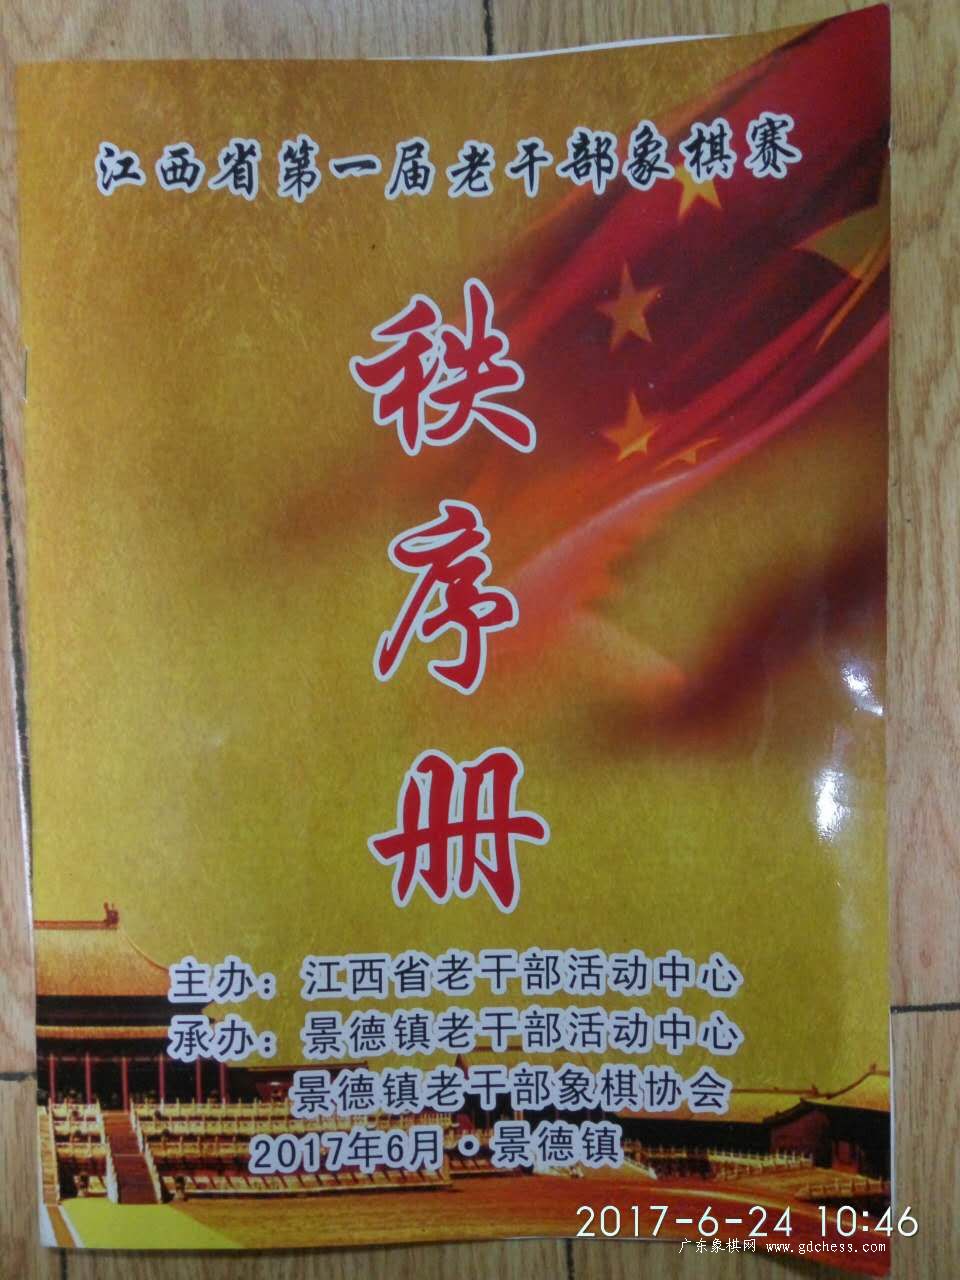 江西省第一届老干部象棋赛
秩
序
册
主办：江西省老干部活动中心
承办：景德镇老干部活动中心
景德镇老干部象棋协会
2017年6月·景德镇
2017-6-24 10:46
广东象棋网 www.gdchess.com